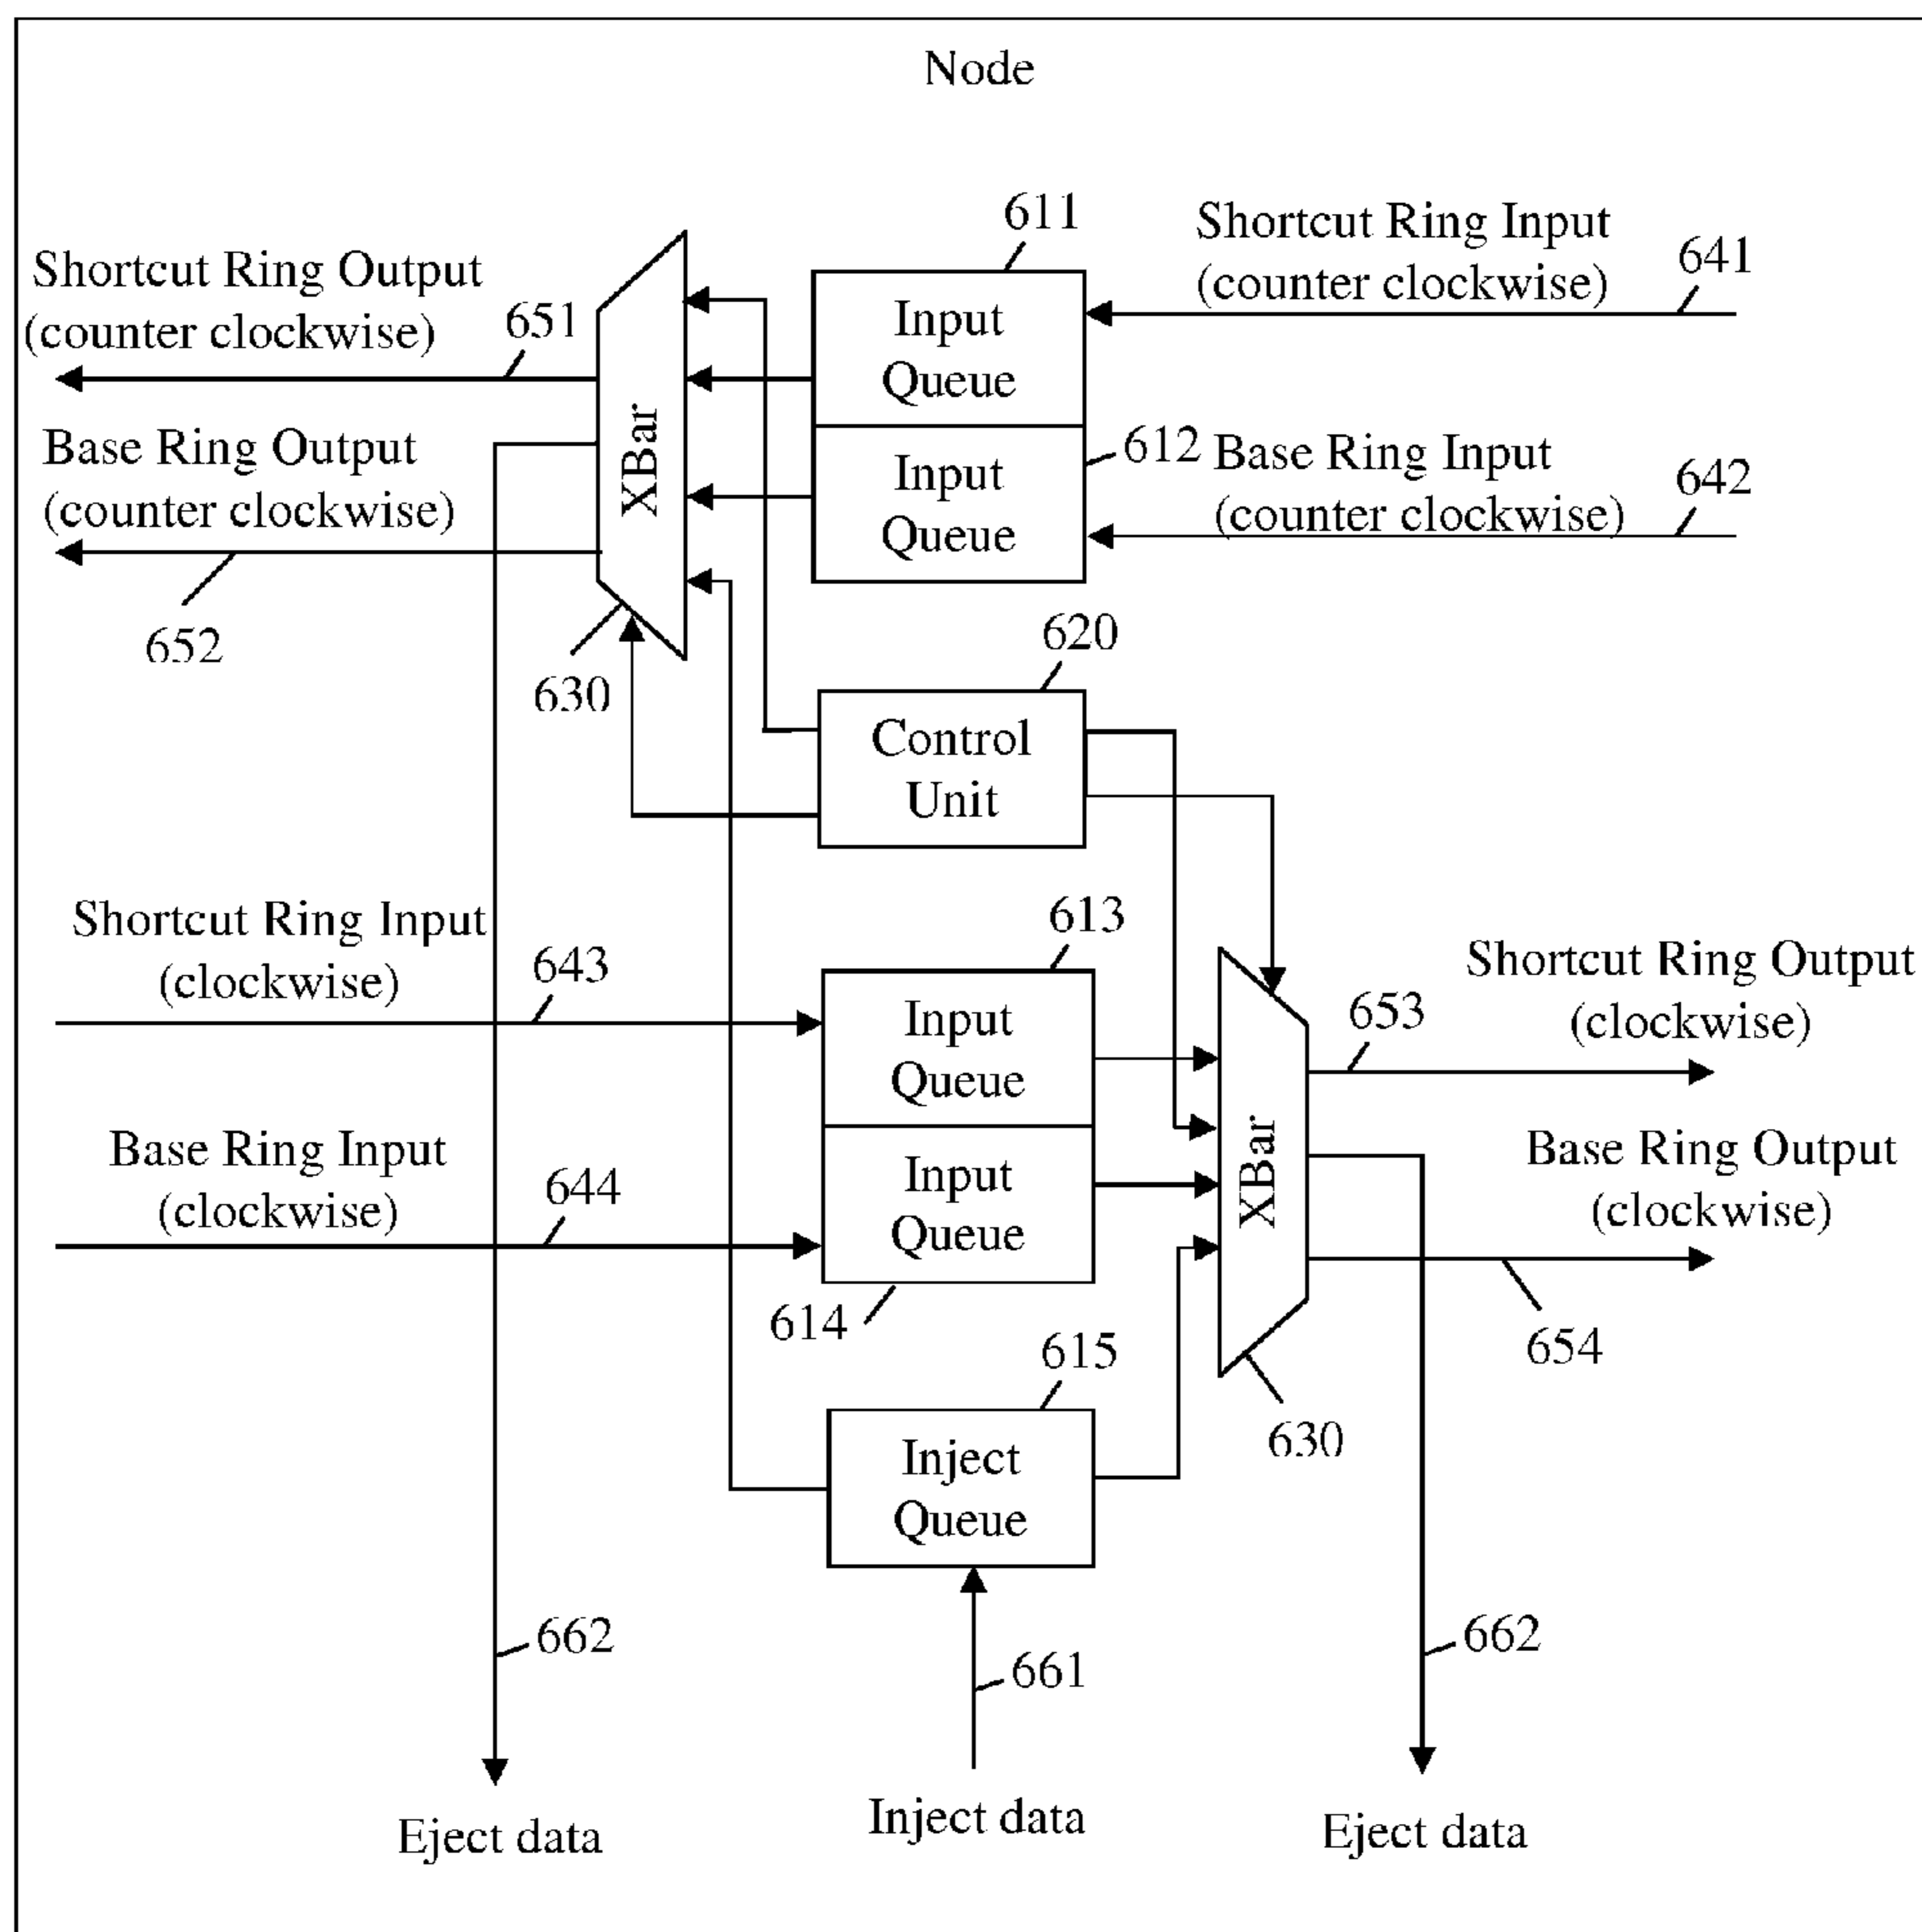 Node
611
Shortcut Ring Input
(counter clockwise)
641
Shortcut Ring Output
(counter clockwise)
651
Input
Queue
XBar
Base Ring Output
(counter clockwise)
652
Input
Queue
612
Base Ring Input
(counter clockwise)
642
630
620
Control
Unit
Shortcut Ring Input
(clockwise)
643
613
Input
Queue
653
Shortcut Ring Output
(clockwise)
Base Ring Input
(clockwise)
644
Input
Queue
XBar
Base Ring Output
(clockwise)
614
654
615
630
Inject
Queue
662
661
662
Eject data
Inject data
Eject data